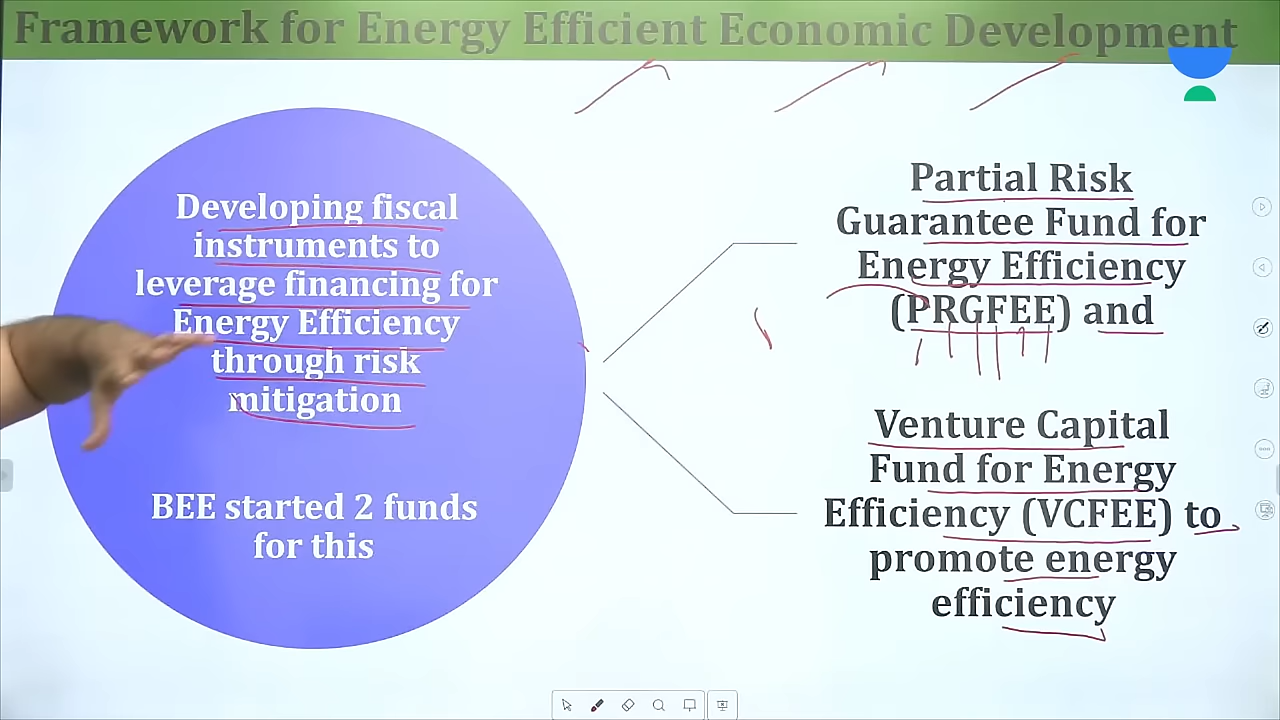 Framework for Energy Efficient Economic Development
Developing fiscal
instruments to
leverage financing for
Energy Efficiency
through risk
mitigation
BEE started 2 funds
for this
Partial Risk
Guarantee Fund for
Energy Efficiency
(PRGFEE) and
Venture Capital
Fund for Energy
Efficiency (VCFEE) to
promote energy
efficiency